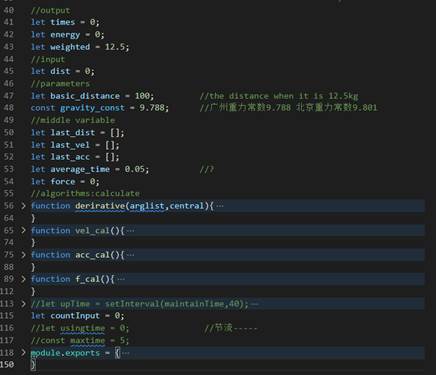 40 //output
41 let times = 0;
42 let energy = 0;
43 let weighted = 12.5;
44 //input
45 let dist = 0;
46 //parameters
47 let basic_distance = 100; //the distance when it is 12.5kg
48 const gravity_const = 9.788; //广州重力常数9.788 北京重力常数9.801
49 //middle variable
50 let last_dist = [];
51 let last_vel = [];
52 let last_acc = [];
53 let average_time = 0.05; //?
54 let force = 0;
55 //algorithms:calculate
56 > function derirative(arglist,central){ ...
64 }
65 > function vel_cal(){ ...
74 }
75 > function acc_cal(){ ...
88 }
89 > function f_cal(){ ...
112 }
113 > //let upTime = setInterval(maintainTime,40); ...
115 let countInput = 0;
116 //let usingtime = 0; //节流-----
117 //const maxtime = 5;
118 > module.exports = { ...
150 }